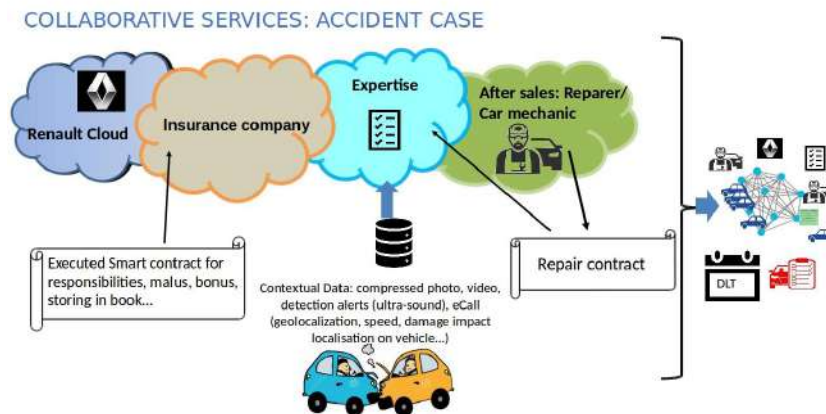 COLLABORATIVE SERVICES: ACCIDENT CASE
Renault Cloud
Insurance company
Expertise
After sales: Reparer/
Car mechanic
Executed Smart contract for
responsibilities, malus, bonus,
storing in book...
Contextual Data: compressed photo, video,
detection alerts (ultra-sound), eCall
(geolocalization, speed, damage impact
localisation on vehicle...)
Repair contract
DLT